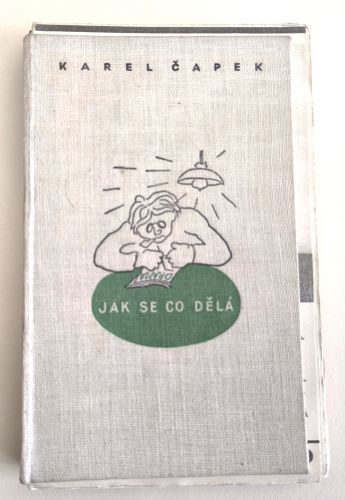 KAREL ČAPEK
JAK SE CO DĚLÁ